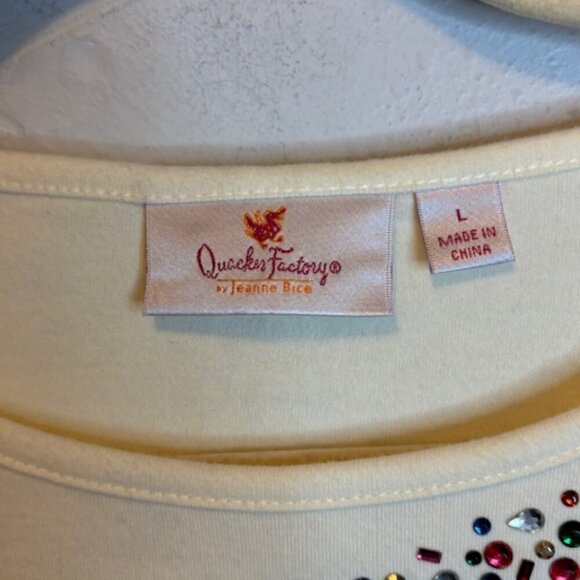 Quacker Factory®
by Jeanne Bice
L
MADE IN
CHINA